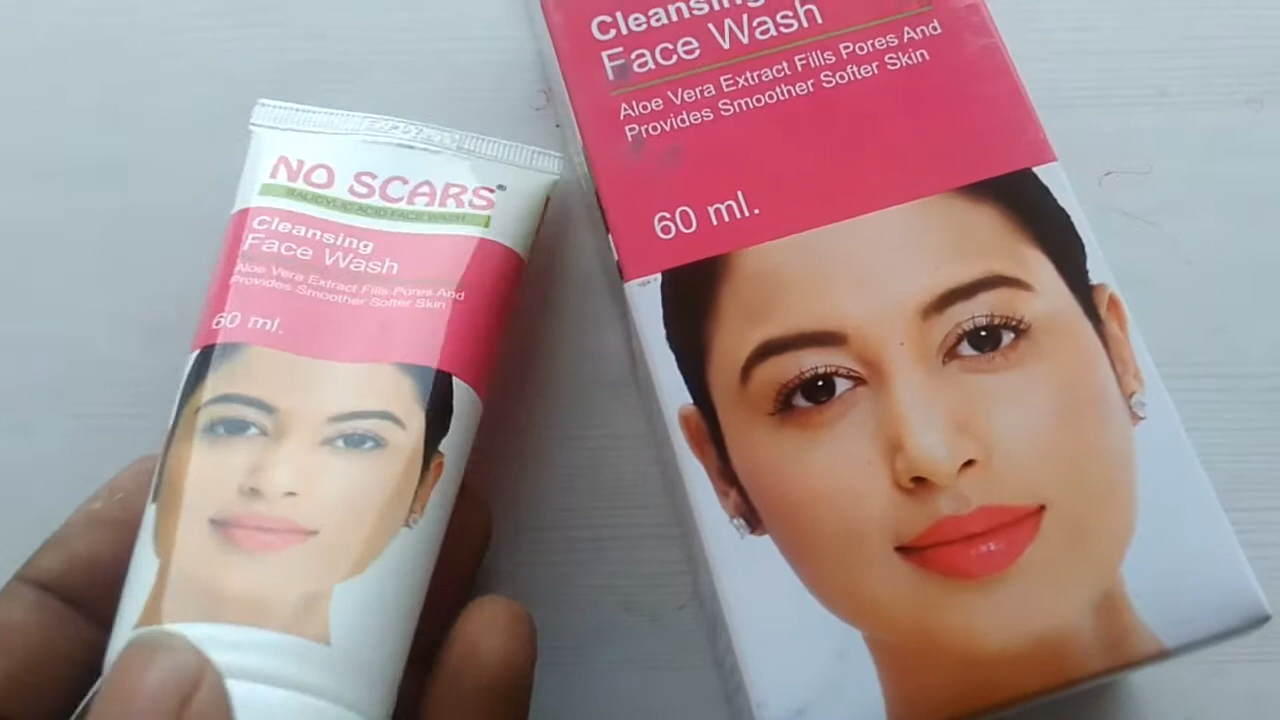 NO SCARS®
SALICYLIC ACID FACE WASH
Cleansing
Face Wash
Aloe Vera Extract Fills Pores And
Provides Smoother Softer Skin
60 ml.
Cleansing
Face Wash
Aloe Vera Extract Fills Pores And
Provides Smoother Softer Skin
60 ml.